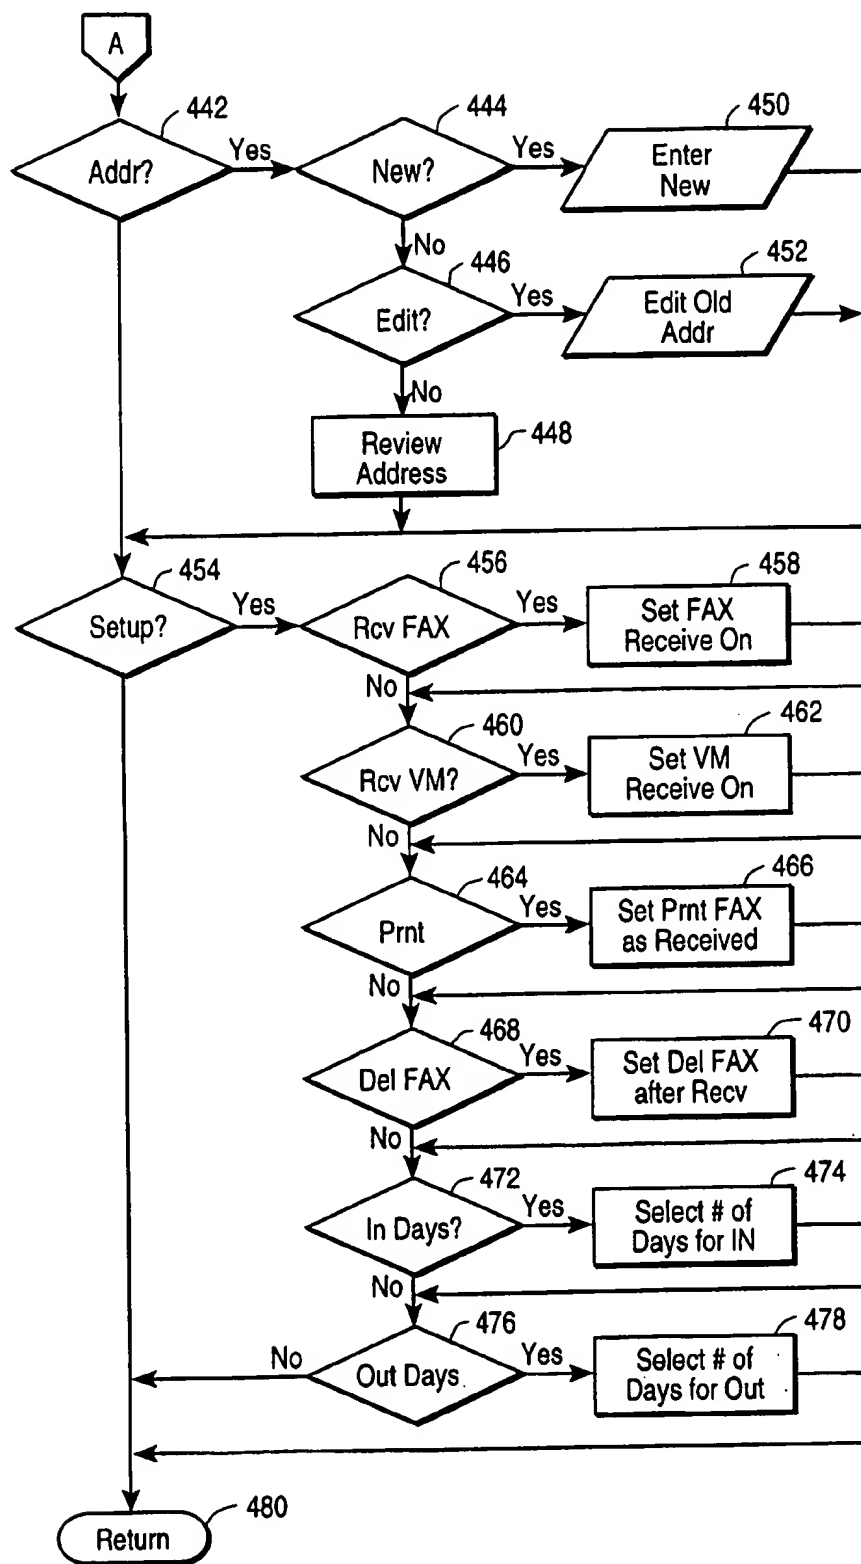 A
442
444
450
Addr?
Yes
New?
Yes
Enter
New
No
446
452
Edit?
Yes
Edit Old
Addr
No
448
Review
Address
454
456
458
Setup?
Yes
Rcv FAX
Yes
Set FAX
Receive On
No
460
462
Rcv VM?
Yes
Set VM
Receive On
No
464
466
Prnt
Yes
Set Prnt FAX
as Received
No
468
470
Del FAX
Yes
Set Del FAX
after Recv
No
472
474
In Days?
Yes
Select # of
Days for IN
No
476
478
No
Out Days
Yes
Select # of
Days for Out
480
Return